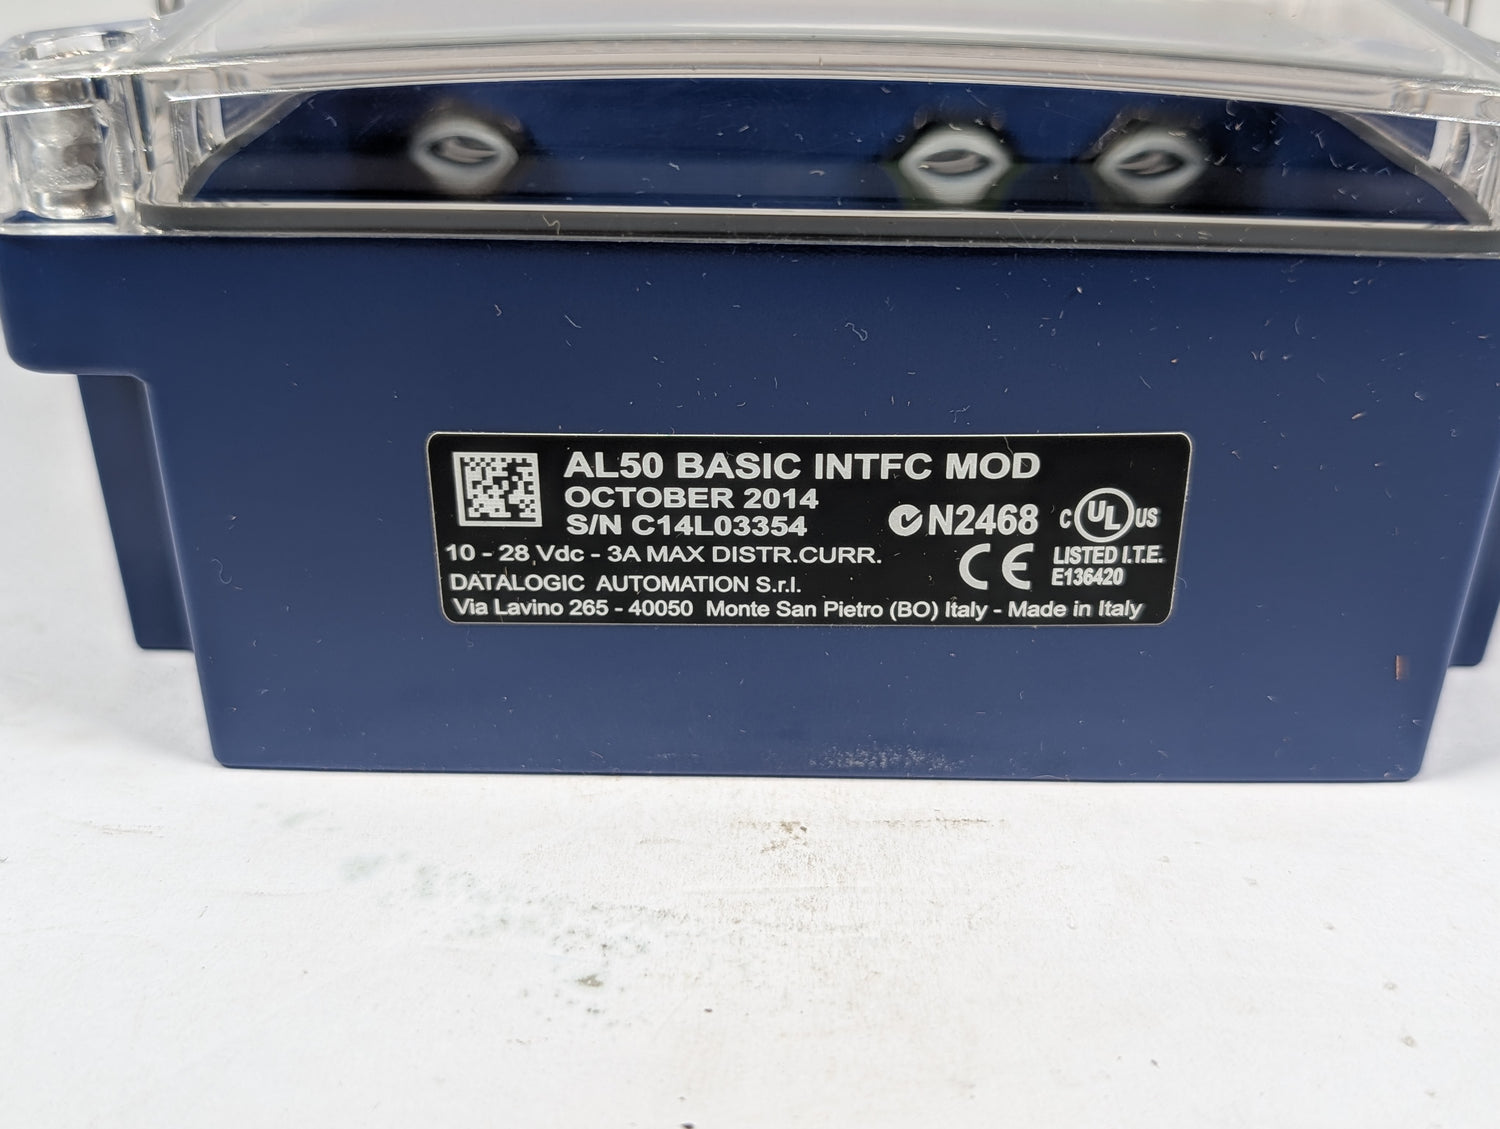 AL50 BASIC INTFC MOD
OCTOBER 2014
S/N C14L03354
N2468
C UL US
10 - 28 Vdc - 3A MAX DISTR.CURR.
CE
LISTED I.T.E.
E136420
DATALOGIC AUTOMATION S.r.l.
Via Lavino 265 - 40050 Monte San Pietro (BO) Italy - Made in Italy